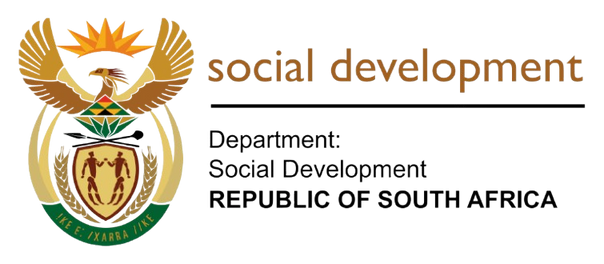 social development
Department:
Social Development
REPUBLIC OF SOUTH AFRICA
!KE E: /XARRA //KE